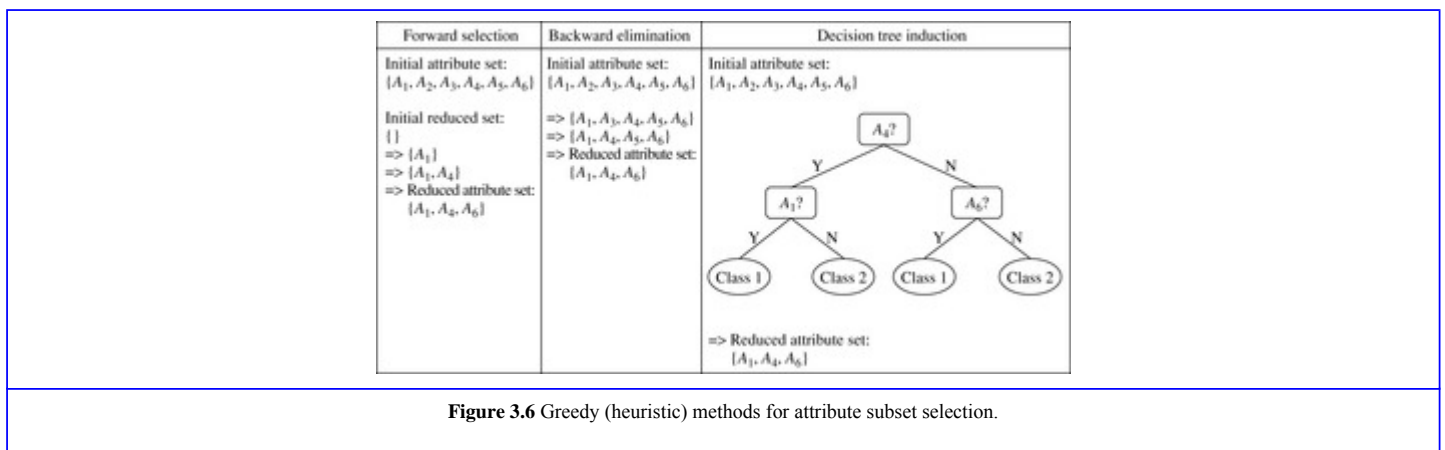 Forward selection
Initial attribute set:
{A1, A2, A3, A4, A5, A6}
Initial reduced set:
{}
=> {A1}
=> {A1, A4}
=> Reduced attribute set:
{A1, A4, A6}
Backward elimination
Initial attribute set:
{A1, A2, A3, A4, A5, A6}
=> {A1, A3, A4, A5, A6}
=> {A1, A4, A5, A6}
=> Reduced attribute set:
{A1, A4, A6}
Decision tree induction
Initial attribute set:
{A1, A2, A3, A4, A5, A6}
A4?
Y N
A1? A6?
Y N Y N
Class 1 Class 2 Class 1 Class 2
=> Reduced attribute set:
{A1, A4, A6}
Figure 3.6 Greedy (heuristic) methods for attribute subset selection.